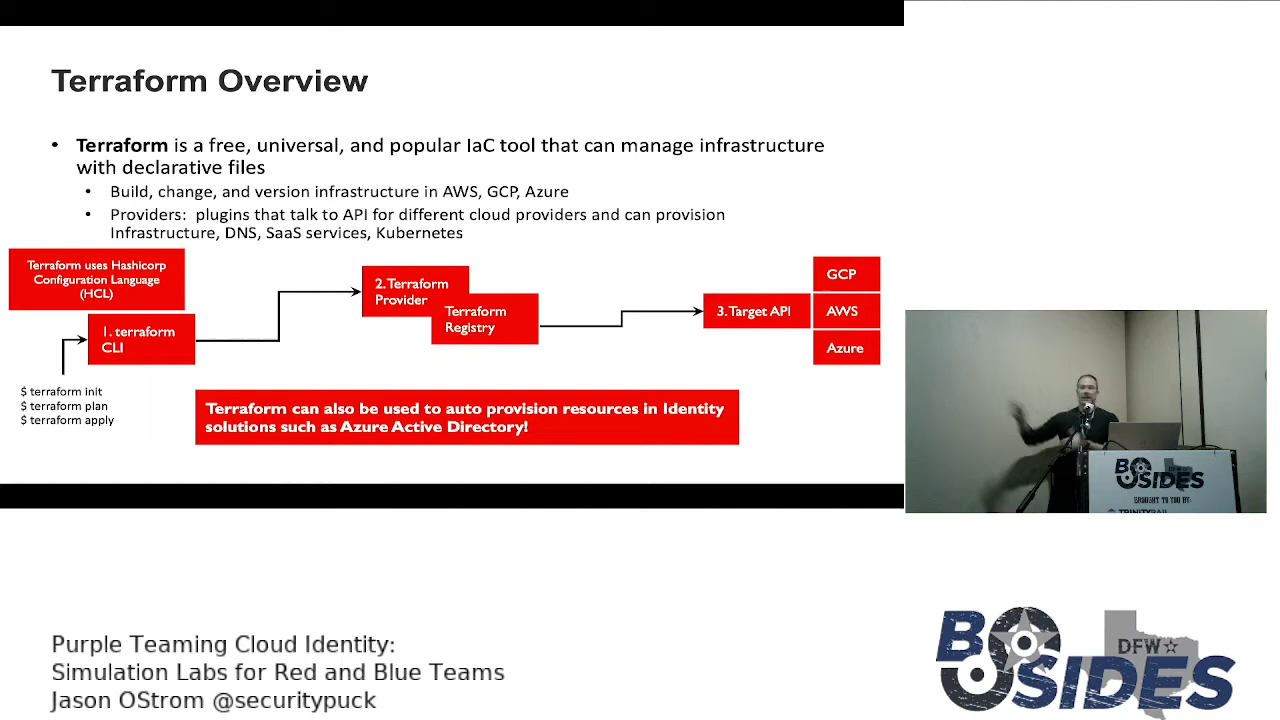 Terraform Overview
• Terraform is a free, universal, and popular IaC tool that can manage infrastructure
with declarative files
• Build, change, and version infrastructure in AWS, GCP, Azure
• Providers: plugins that talk to API for different cloud providers and can provision
Infrastructure, DNS, SaaS services, Kubernetes
Terraform uses Hashicorp
Configuration Language
(HCL)
1. terraform
CLI
$ terraform init
$ terraform plan
$ terraform apply
2. Terraform
Provider
Terraform
Registry
3. Target API
GCP
AWS
Azure
Terraform can also be used to auto provision resources in Identity
solutions such as Azure Active Directory!
BSIDES
BROUGHT TO YOU BY:
TRINITYRAIL
Purple Teaming Cloud Identity:
Simulation Labs for Red and Blue Teams
Jason OStrom @securitypuck
BSIDES
DFW